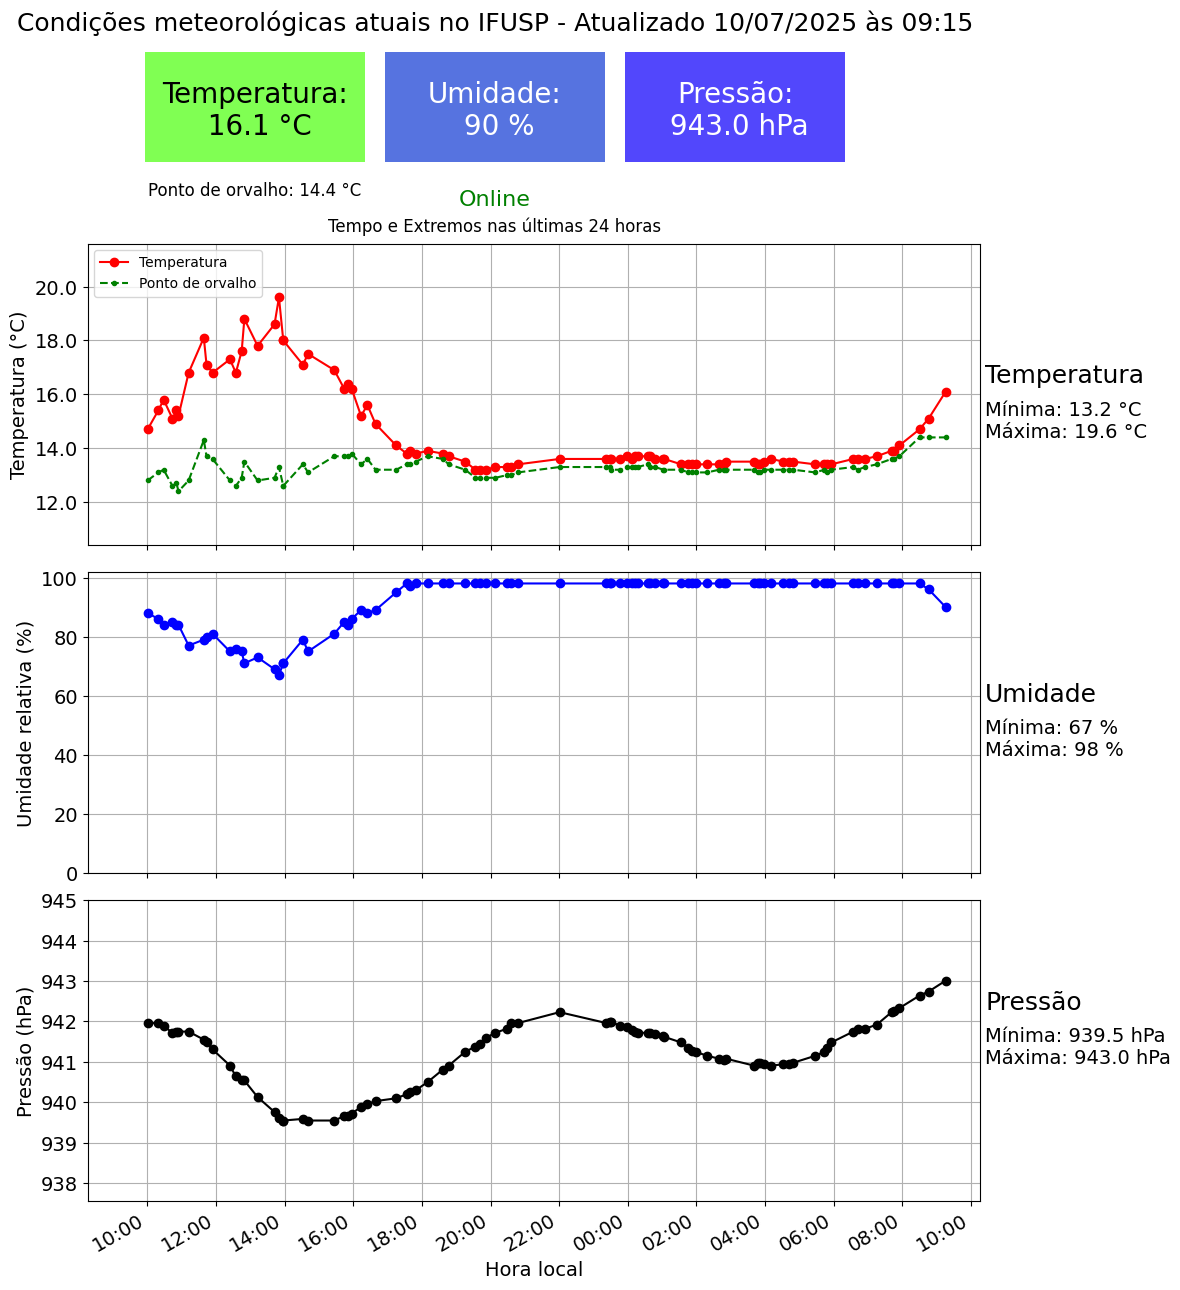 Condições meteorológicas atuais no IFUSP - Atualizado 10/07/2025 às 09:15
Temperatura:
16.1 °C
Umidade:
90 %
Pressão:
943.0 hPa
Ponto de orvalho: 14.4 °C
Online
Tempo e Extremos nas últimas 24 horas
Temperatura
Ponto de orvalho
Temperatura (°C)
20.0
18.0
16.0
14.0
12.0
Temperatura
Mínima: 13.2 °C
Máxima: 19.6 °C
Umidade relativa (%)
100
80
60
40
20
0
Umidade
Mínima: 67 %
Máxima: 98 %
Pressão (hPa)
945
944
943
942
941
940
939
938
Pressão
Mínima: 939.5 hPa
Máxima: 943.0 hPa
10:00 12:00 14:00 16:00 18:00 20:00 22:00 00:00 02:00 04:00 06:00 08:00 10:00
Hora local